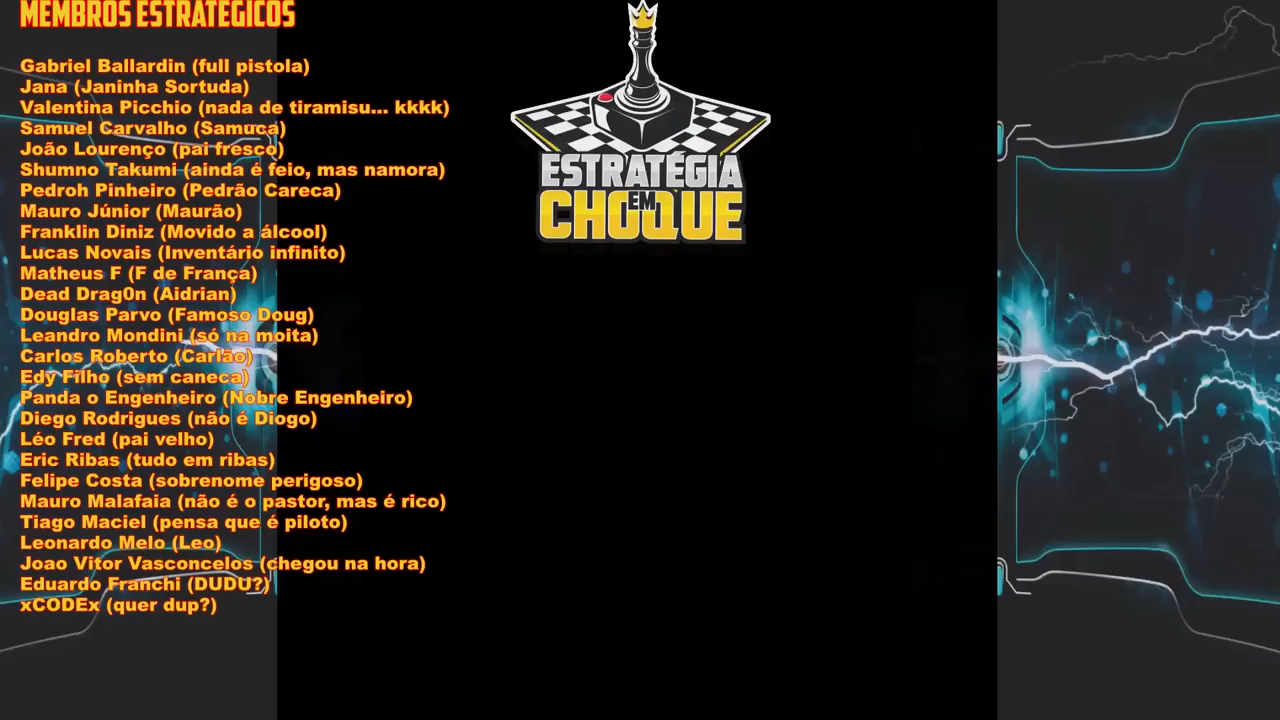 MEMBROS ESTRATÉGICOS
Gabriel Ballardin (full pistola)
Jana (Janinha Sortuda)
Valentina Picchio (nada de tiramisu... kkkk)
Samuel Carvalho (Samuca)
João Lourenço (pai fresco)
Shumno Takumi (ainda é feio, mas namora)
Pedroh Pinheiro (Pedrão Careca)
Mauro Júnior (Maurão)
Franklin Diniz (Movido a álcool)
Lucas Novais (Inventário infinito)
Matheus F (F de França)
Dead Drag0n (Aidrian)
Douglas Parvo (Famoso Doug)
Leandro Mondini (só na moita)
Carlos Roberto (Carlão)
Edy Filho (sem caneca)
Panda o Engenheiro (Nobre Engenheiro)
Diego Rodrigues (não é Diogo)
Léo Fred (pai velho)
Eric Ribas (tudo em ribas)
Felipe Costa (sobrenome perigoso)
Mauro Malafaia (não é o pastor, mas é rico)
Tiago Maciel (pensa que é piloto)
Leonardo Melo (Leo)
Joao Vitor Vasconcelos (chegou na hora)
Eduardo Franchi (DUDU?)
xCODEx (quer dup?)
ESTRATÉGIA
EM
CHOQUE